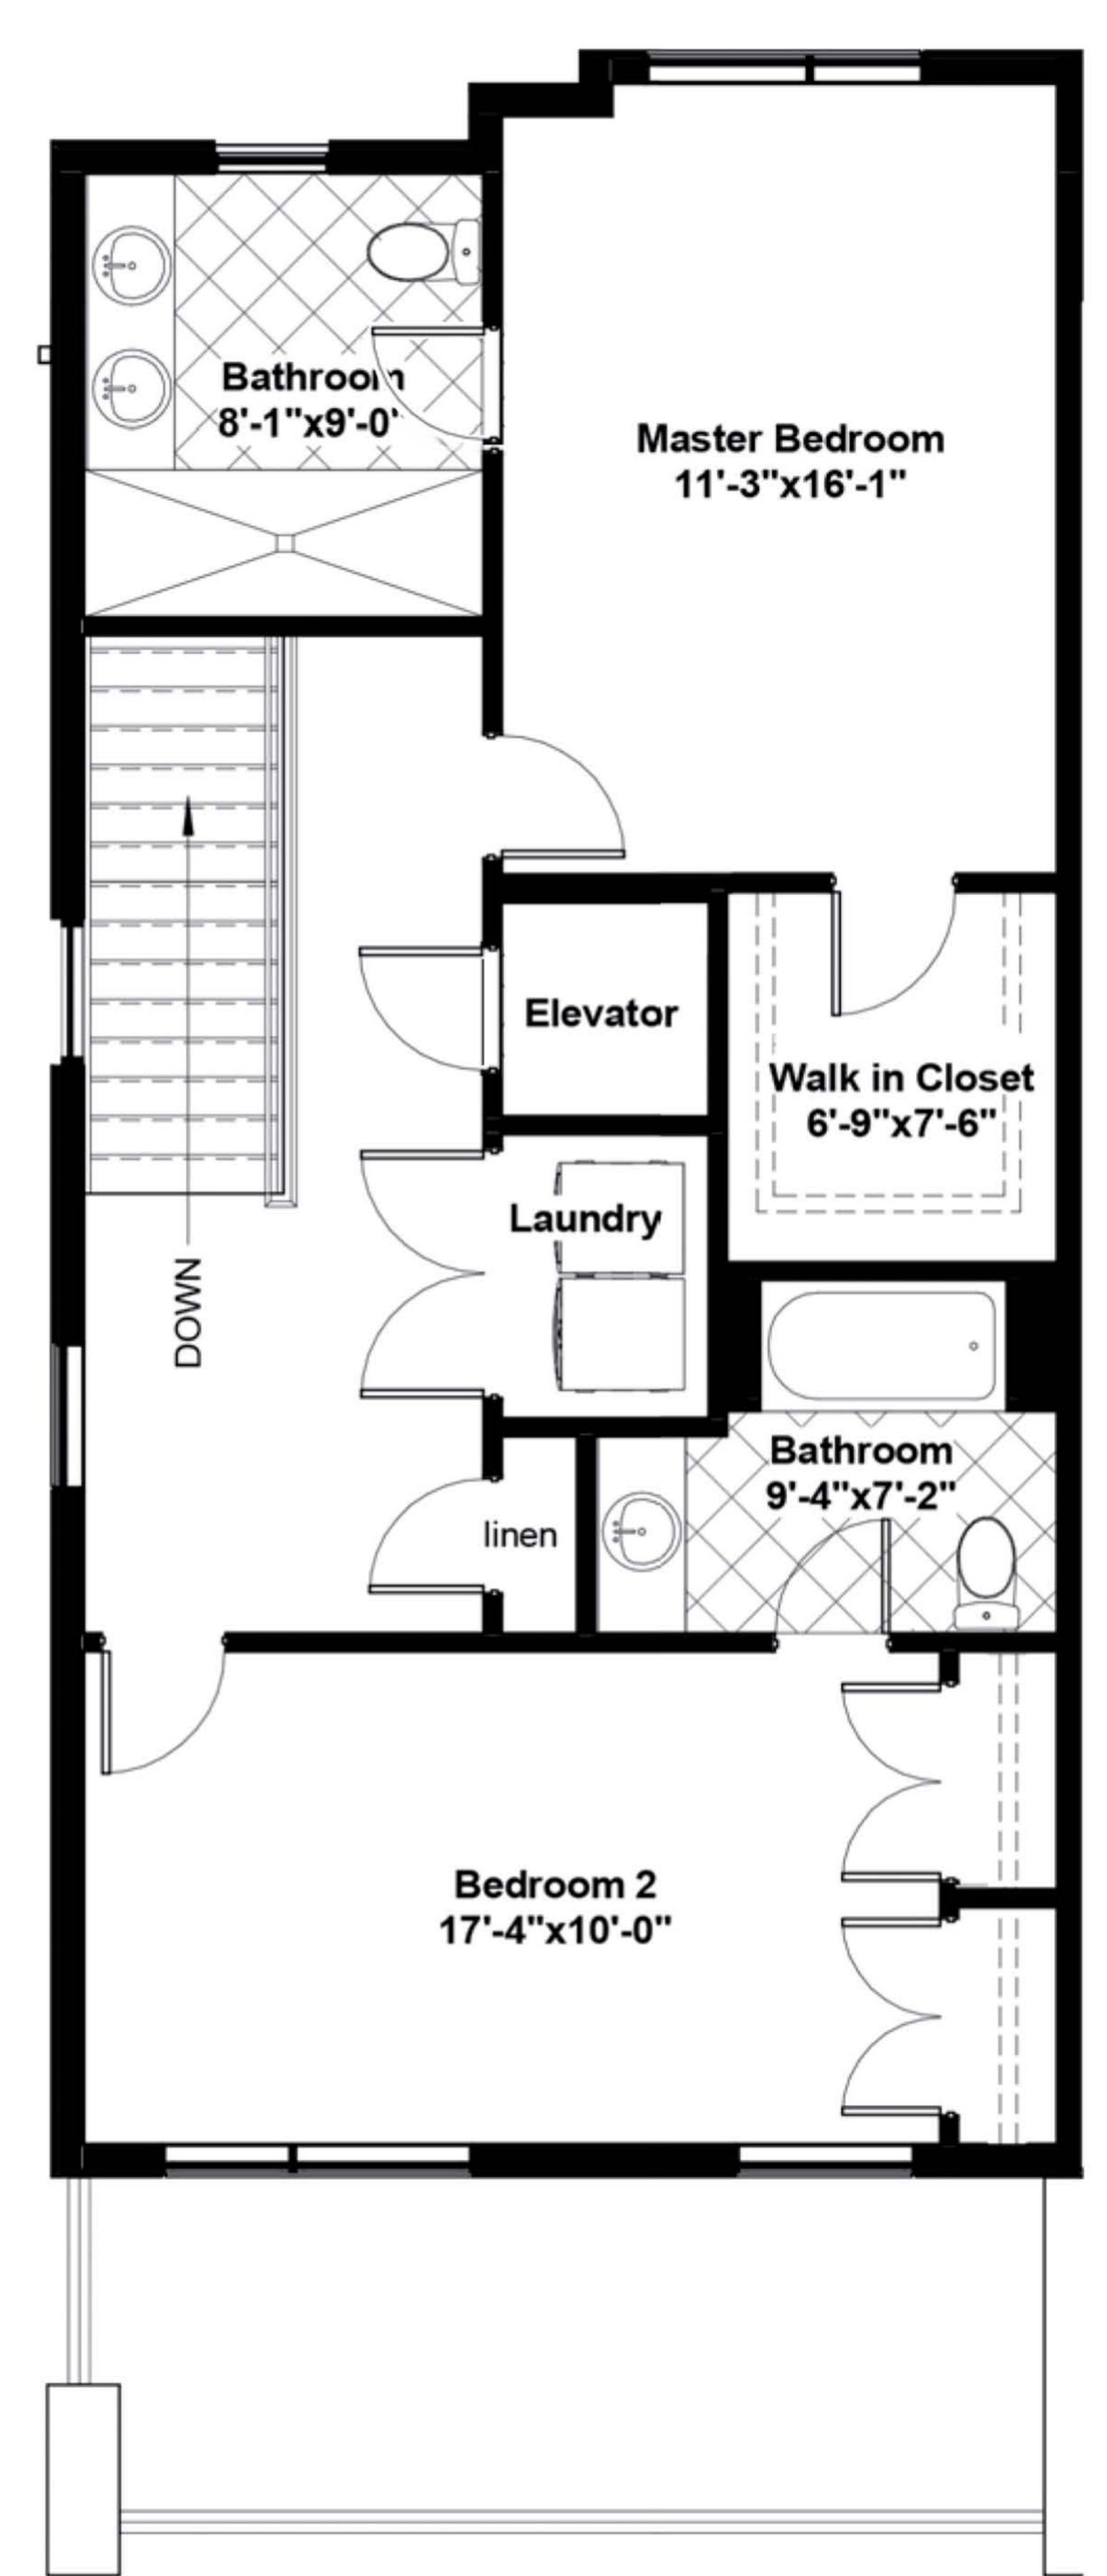 Bathroom
8'-1"x9'-0"
Master Bedroom
11'-3"x16'-1"
Elevator
Walk in Closet
6'-9"x7'-6"
Laundry
DOWN
Bathroom
9'-4"x7'-2"
linen
Bedroom 2
17'-4"x10'-0"